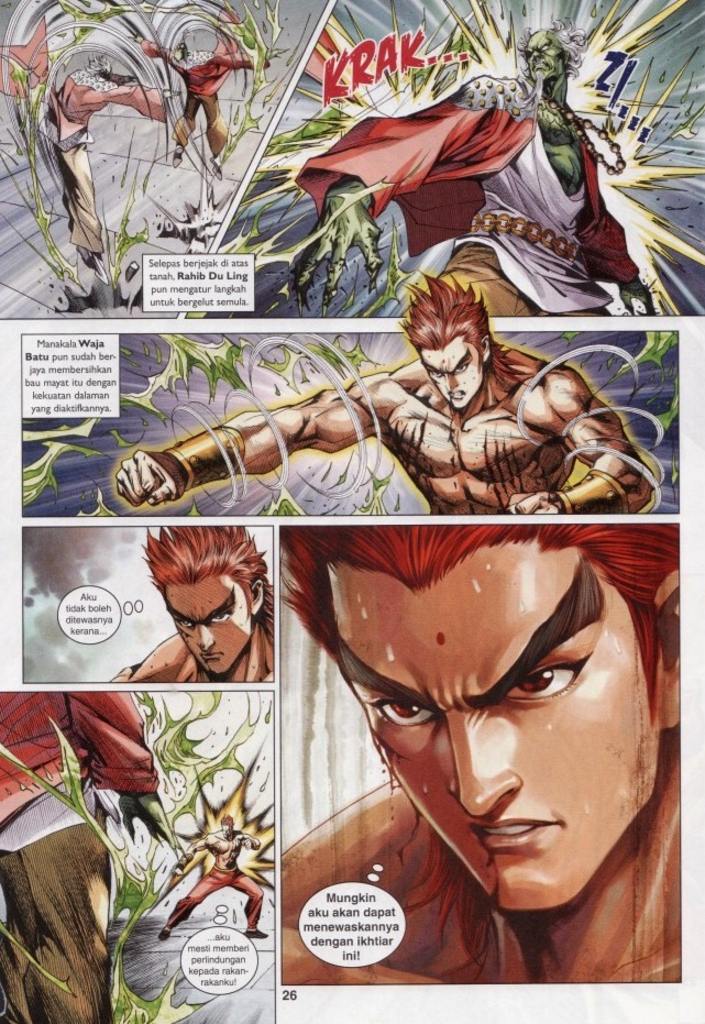 KRAK...
ZI...
Selepas berjejak di atas
tanah, Rahib Du Ling
pun mengatur langkah
untuk bergelut semula.
Manakala Waja
Batu pun sudah ber-
jaya membersihkan
bau mayat itu dengan
kekuatan dalaman
yang diaktifkannya.
Aku
tidak boleh
ditewasnya
kerana...
...aku
mesti memberi
perlindungan
kepada rakan-
rakanku!
Mungkin
aku akan dapat
menewaskannya
dengan ikhtiar
ini!
26